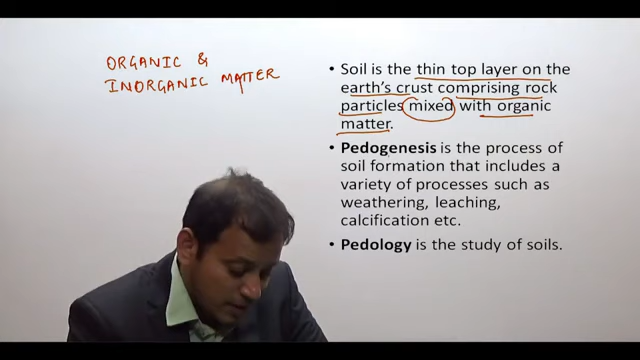 ORGANIC &
INORGANIC MATTER
• Soil is the thin top layer on the
earth's crust comprising rock
particles mixed with organic
matter.
• Pedogenesis is the process of
soil formation that includes a
variety of processes such as
weathering, leaching,
calcification etc.
• Pedology is the study of soils.